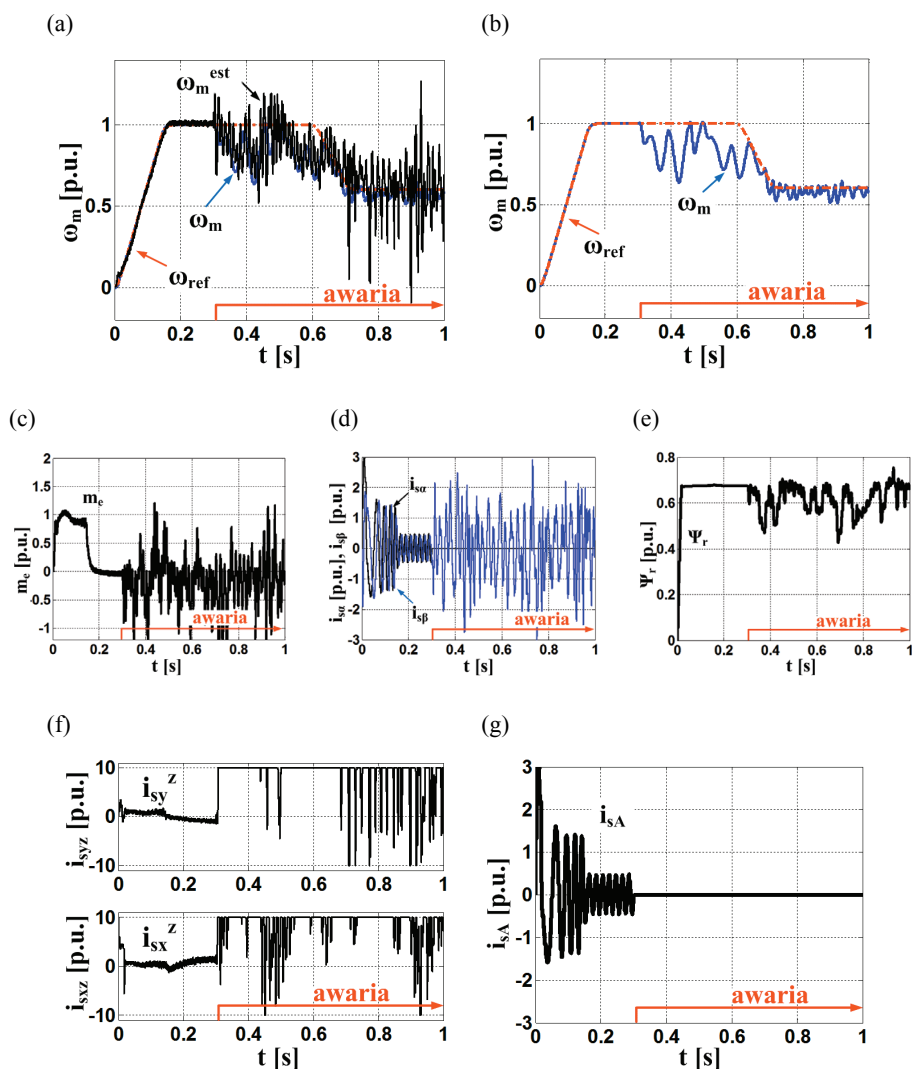 (a)
(b)
ω_m [p.u.]
1
0.5
0
ω_m^est
ω_m
ω_ref
awaria
0 0.2 0.4 0.6 0.8 1
t [s]
ω_m [p.u.]
1
0.5
0
ω_m
ω_ref
awaria
0 0.2 0.4 0.6 0.8 1
t [s]
(c)
(d)
(e)
m_e [p.u.]
2
1.5
1
0.5
0
-0.5
-1
m_e
awaria
0 0.2 0.4 0.6 0.8 1
t [s]
i_sα [p.u.], i_sβ [p.u.]
3
2
1
0
-1
-2
-3
i_sα
i_sβ
awaria
0 0.2 0.4 0.6 0.8 1
t [s]
Ψ_r [p.u.]
0.8
0.6
0.4
0.2
0
Ψ_r
awaria
0 0.2 0.4 0.6 0.8 1
t [s]
(f)
(g)
i_syz [p.u.]
10
0
-10
i_sy^z
0 0.2 0.4 0.6 0.8 1
i_sxz [p.u.]
10
0
-10
i_sx^z
awaria
0 0.2 0.4 0.6 0.8 1
t [s]
i_sA [p.u.]
3
2
1
0
-1
-2
-3
i_sA
awaria
0 0.2 0.4 0.6 0.8 1
t [s]